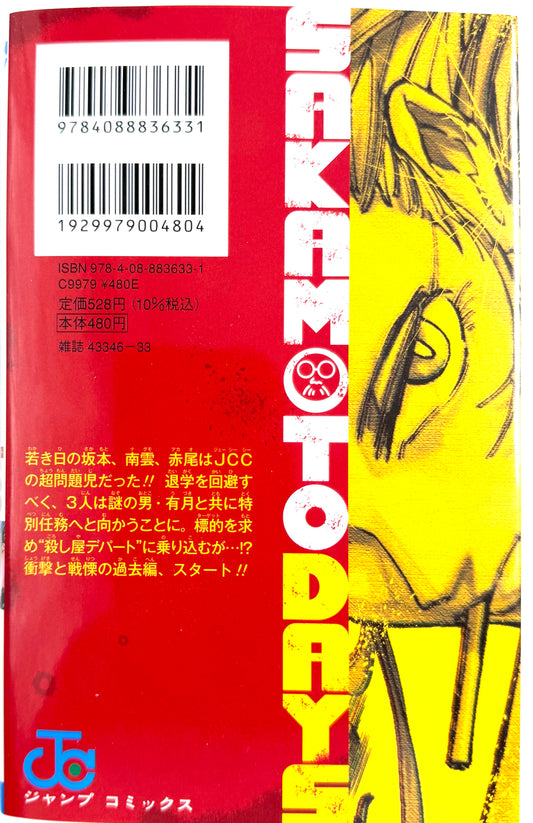 9784088836331
1929979004804
ISBN 978-4-08-883633-1
C9979 ¥480E
定価528円(10%税込)
本体480円
雑誌 43346-33
若き日の坂本、南雲、赤尾はJCC
の超問題児だった!! 退学を回避す
べく、3人は謎の男・有月と共に特
別任務へと向かうことに。標的を求
め“殺し屋デパート”に乗り込むが…!?
衝撃と戦慄の過去編、スタート!!
JC
ジャンプ コミックス
SAKAMOTO DAYS